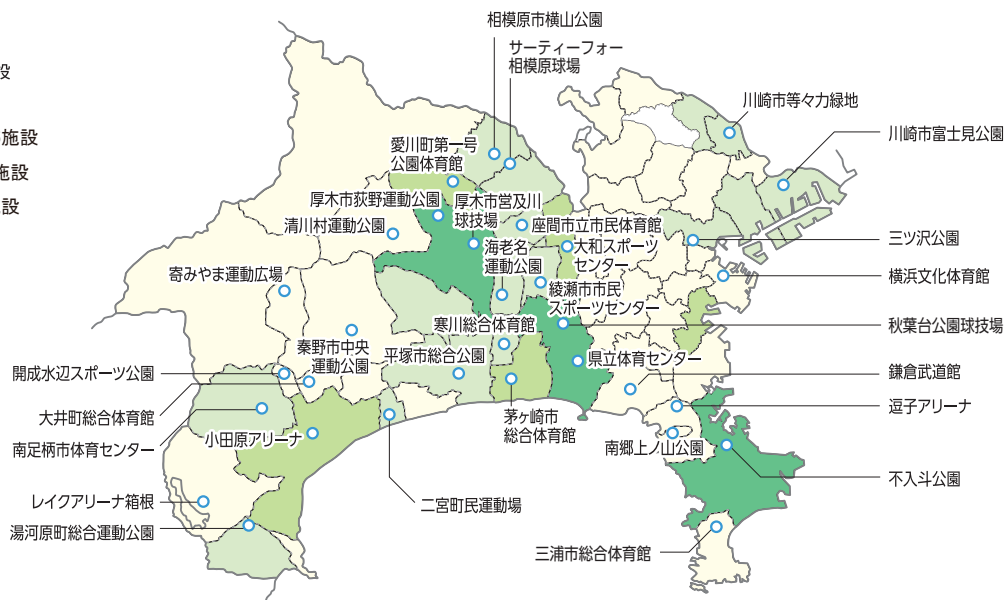 設
施設
施設
設
相模原市横山公園
サーティーフォー
相模原球場
川崎市等々力緑地
川崎市富士見公園
愛川町第一号
公園体育館
厚木市荻野運動公園
厚木市営及川
球技場
清川村運動公園
座間市立市民体育館
海老名
運動公園
大和スポーツ
センター
三ツ沢公園
横浜文化体育館
寄みやま運動広場
綾瀬市市民
スポーツセンター
寒川総合体育館
秋葉台公園球技場
秦野市中央
運動公園
平塚市総合公園
県立体育センター
開成水辺スポーツ公園
鎌倉武道館
大井町総合体育館
逗子アリーナ
南足柄市体育センター
小田原アリーナ
茅ヶ崎市
総合体育館
南郷上ノ山公園
不入斗公園
レイクアリーナ箱根
二宮町民運動場
湯河原町総合運動公園
三浦市総合体育館